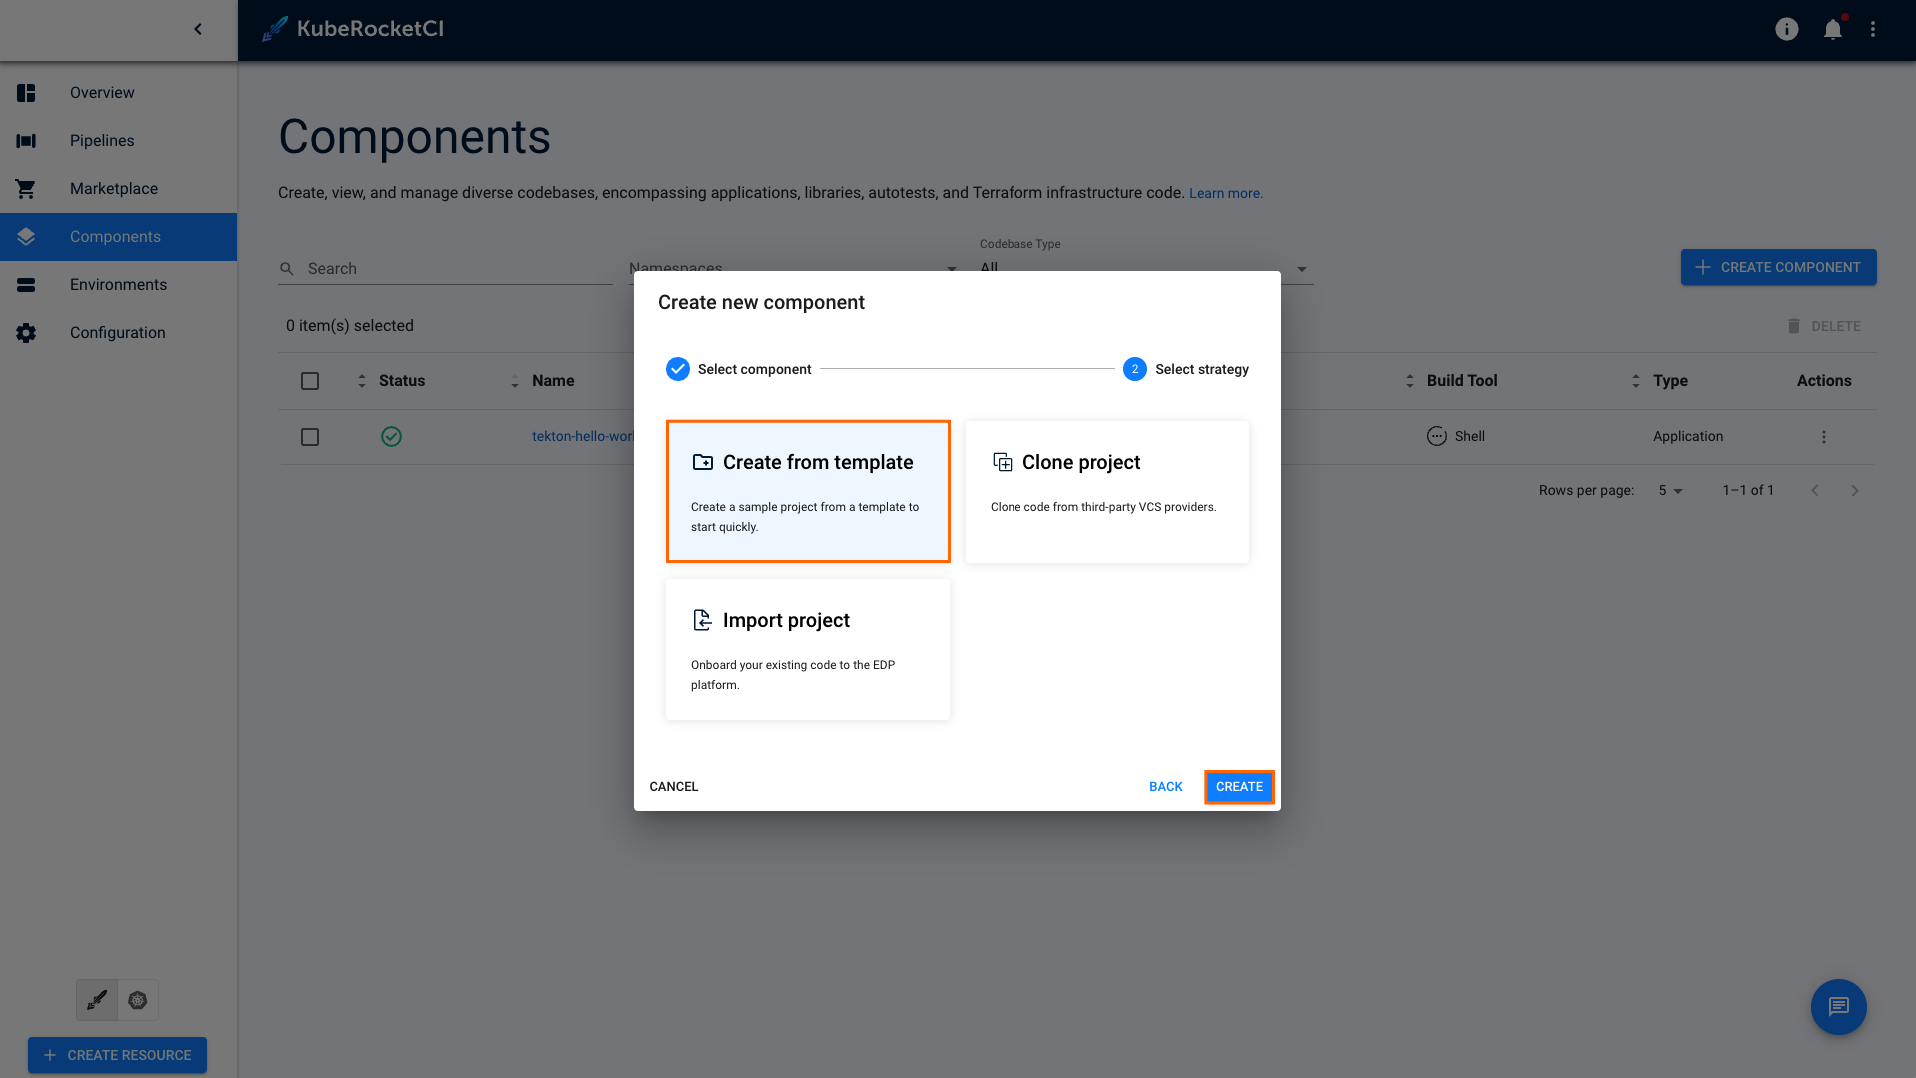 KubeRocketCI
Overview
Pipelines
Marketplace
Components
Environments
Configuration
CREATE RESOURCE
Components
Create, view, and manage diverse codebases, encompassing applications, libraries, autotests, and Terraform infrastructure code. Learn more.
Codebase Type
Search
Namespaces
All
CREATE COMPONENT
0 item(s) selected
DELETE
Status
Name
Build Tool
Type
Actions
tekton-hello-worl
Shell
Application
Rows per page:
5
1–1 of 1
Create new component
Select component
2
Select strategy
Create from template
Create a sample project from a template to
start quickly.
Clone project
Clone code from third-party VCS providers.
Import project
Onboard your existing code to the EDP
platform.
CANCEL
BACK
CREATE